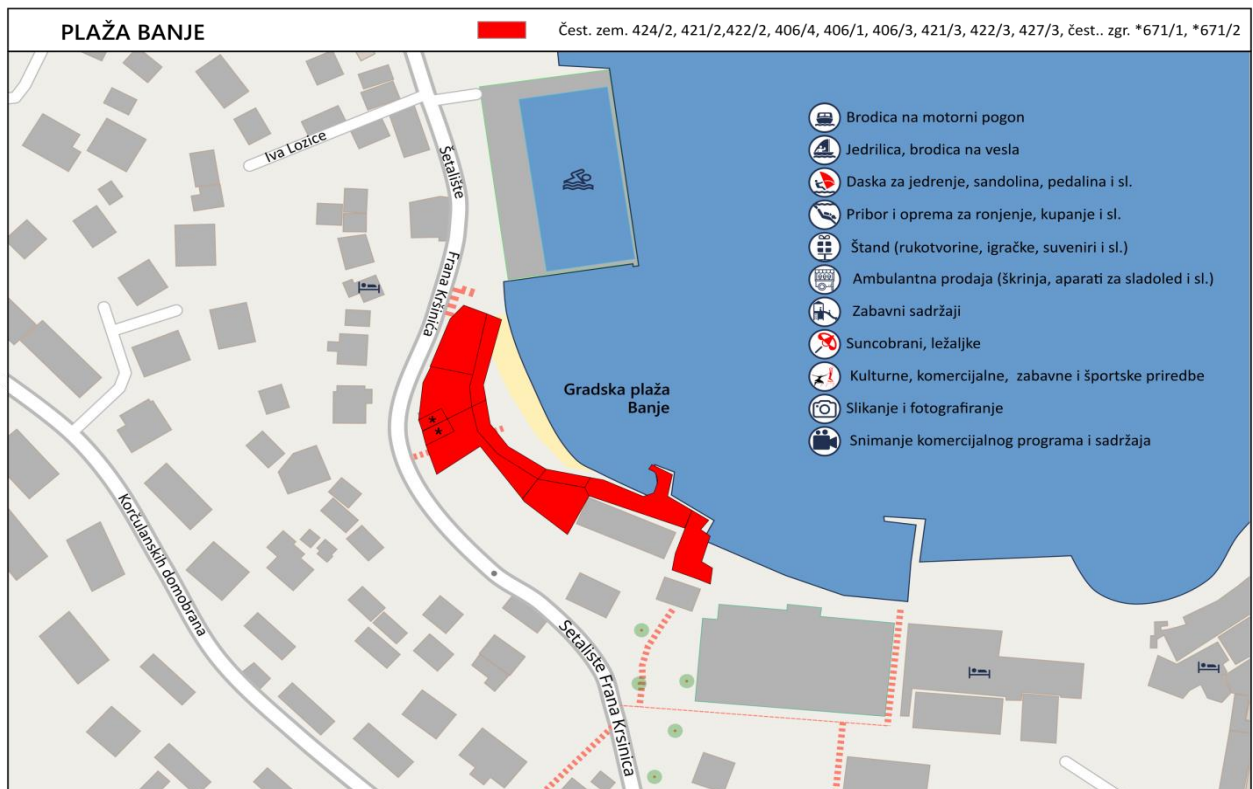 PLAŽA BANJE
Čest. zem. 424/2, 421/2,422/2, 406/4, 406/1, 406/3, 421/3, 422/3, 427/3, čest.. zgr. *671/1, *671/2
Iva Lozice
Šetalište
Frana Kršinića
Brodica na motorni pogon
Jedrilica, brodica na vesla
Daska za jedrenje, sandolina, pedalina i sl.
Pribor i oprema za ronjenje, kupanje i sl.
Štand (rukotvorine, igračke, suveniri i sl.)
Ambulantna prodaja (škrinja, aparati za sladoled i sl.)
Zabavni sadržaji
Suncobrani, ležaljke
Kulturne, komercijalne, zabavne i športske priredbe
Slikanje i fotografiranje
Snimanje komercijalnog programa i sadržaja
Gradska plaža
Banje
*
*
Korčulanskih domobrana
Setaliste Frana Krsinica